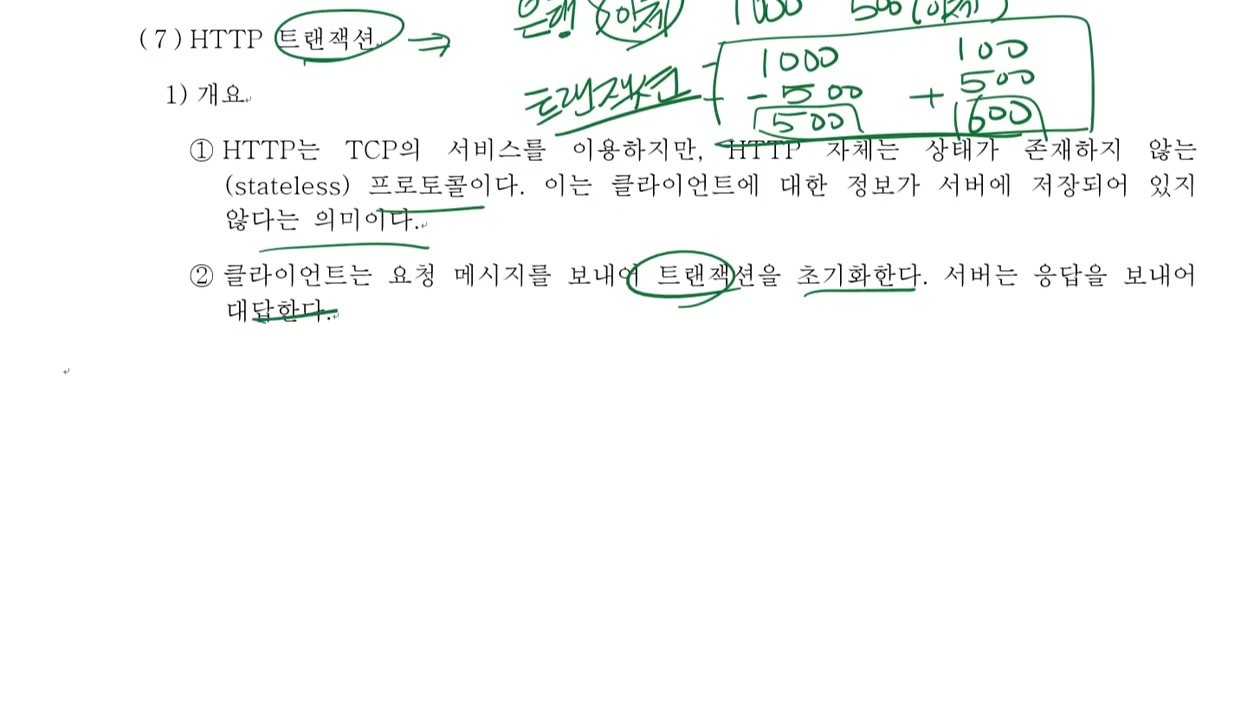 은행 (이체) 1000 500 (이체)
(7) HTTP 트랜잭션 ⇒
트랜잭션
1000 100
- 500 + 500
500 600
1) 개요
① HTTP는 TCP의 서비스를 이용하지만, HTTP 자체는 상태가 존재하지 않는
(stateless) 프로토콜이다. 이는 클라이언트에 대한 정보가 서버에 저장되어 있지
않다는 의미이다.
② 클라이언트는 요청 메시지를 보내어 트랜잭션을 초기화한다. 서버는 응답을 보내어
대답한다.